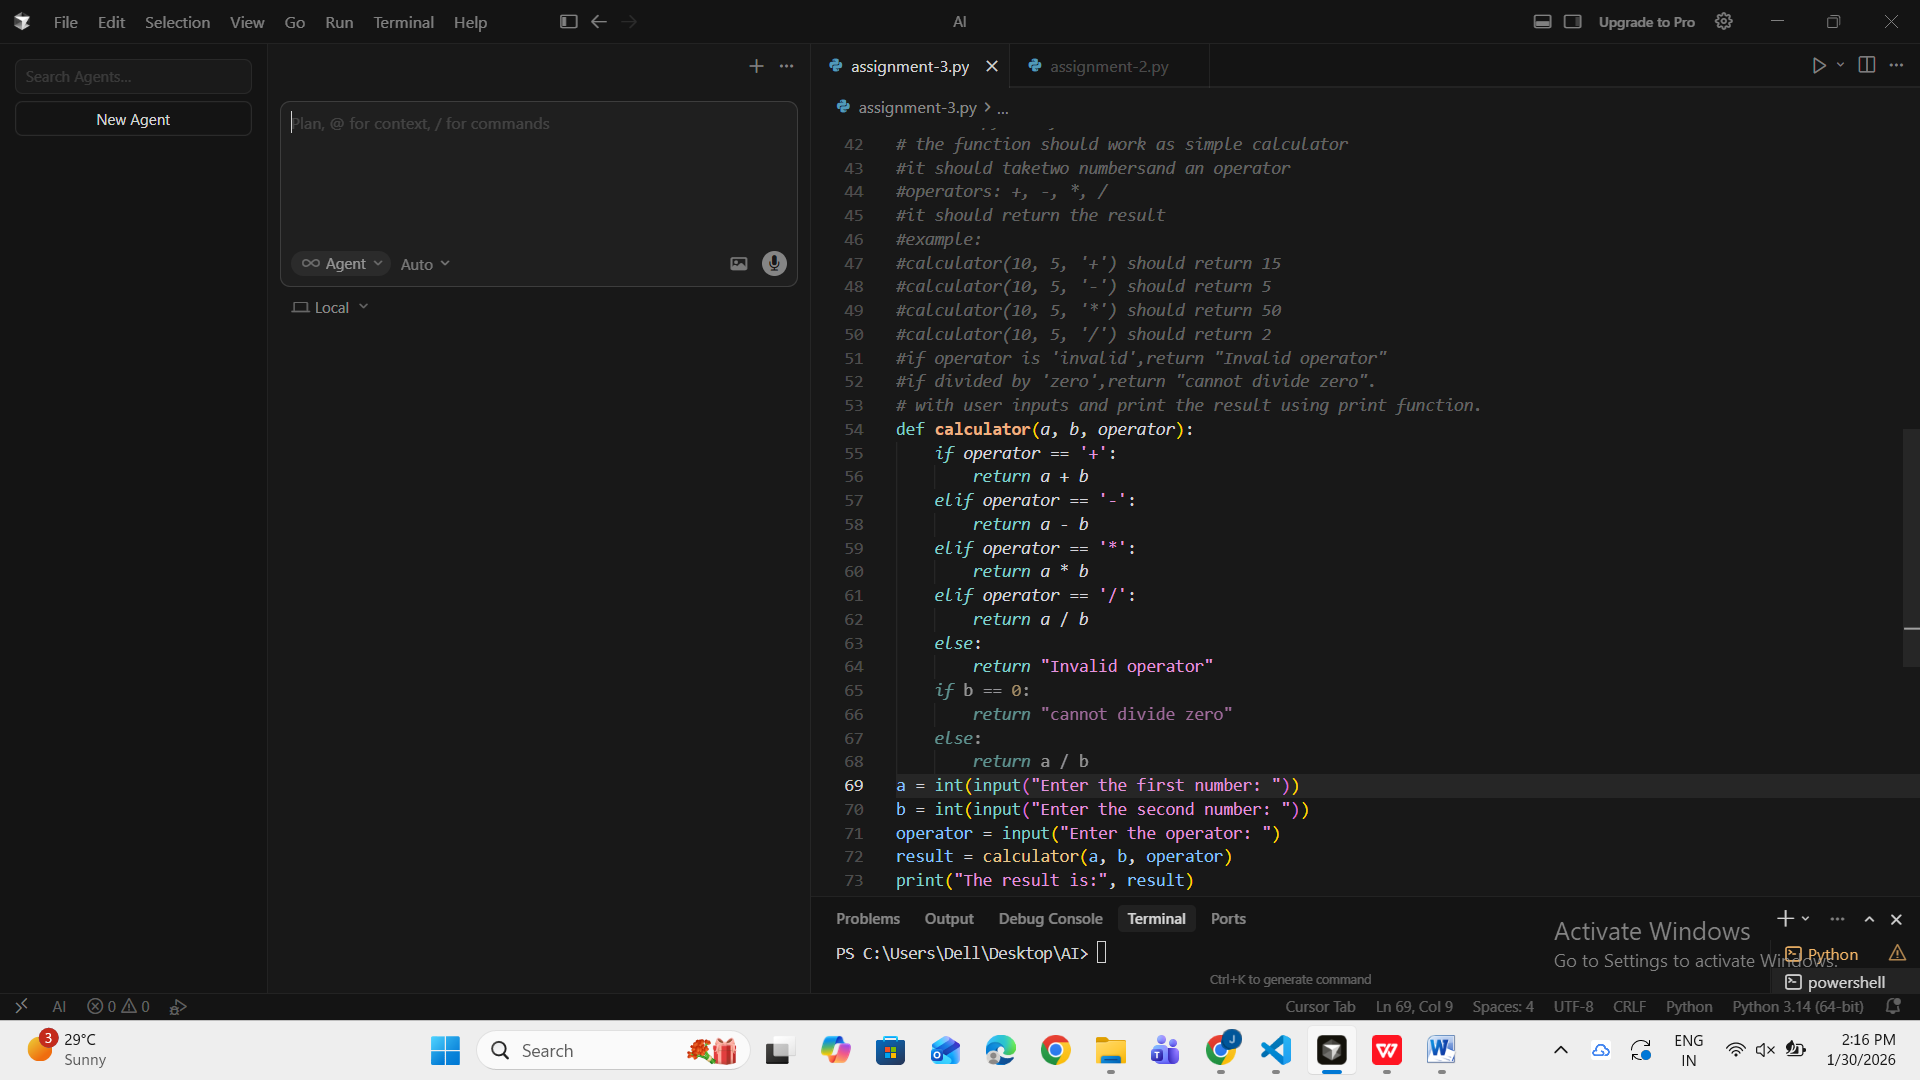 File Edit Selection View Go Run Terminal Help
AI
Upgrade to Pro
Search Agents...
New Agent
Plan, @ for context, / for commands
Agent Auto
Local
assignment-3.py assignment-2.py
assignment-3.py > ...
42 # the function should work as simple calculator
43 #it should taketwo numbersand an operator
44 #operators: +, -, *, /
45 #it should return the result
46 #example:
47 #calculator(10, 5, '+') should return 15
48 #calculator(10, 5, '-') should return 5
49 #calculator(10, 5, '*') should return 50
50 #calculator(10, 5, '/') should return 2
51 #if operator is 'invalid',return "Invalid operator"
52 #if divided by 'zero',return "cannot divide zero".
53 # with user inputs and print the result using print function.
54 def calculator(a, b, operator):
55 if operator == '+':
56 return a + b
57 elif operator == '-':
58 return a - b
59 elif operator == '*':
60 return a * b
61 elif operator == '/':
62 return a / b
63 else:
64 return "Invalid operator"
65 if b == 0:
66 return "cannot divide zero"
67 else:
68 return a / b
69 a = int(input("Enter the first number: "))
70 b = int(input("Enter the second number: "))
71 operator = input("Enter the operator: ")
72 result = calculator(a, b, operator)
73 print("The result is:", result)
Problems Output Debug Console Terminal Ports
PS C:\Users\Dell\Desktop\AI>
Ctrl+K to generate command
Activate Windows
Go to Settings to activate Windows.
Python
powershell
AI 0 0
Cursor Tab Ln 69, Col 9 Spaces: 4 UTF-8 CRLF Python Python 3.14 (64-bit)
3
29°C
Sunny
Search
J
ENG
IN
2:16 PM
1/30/2026